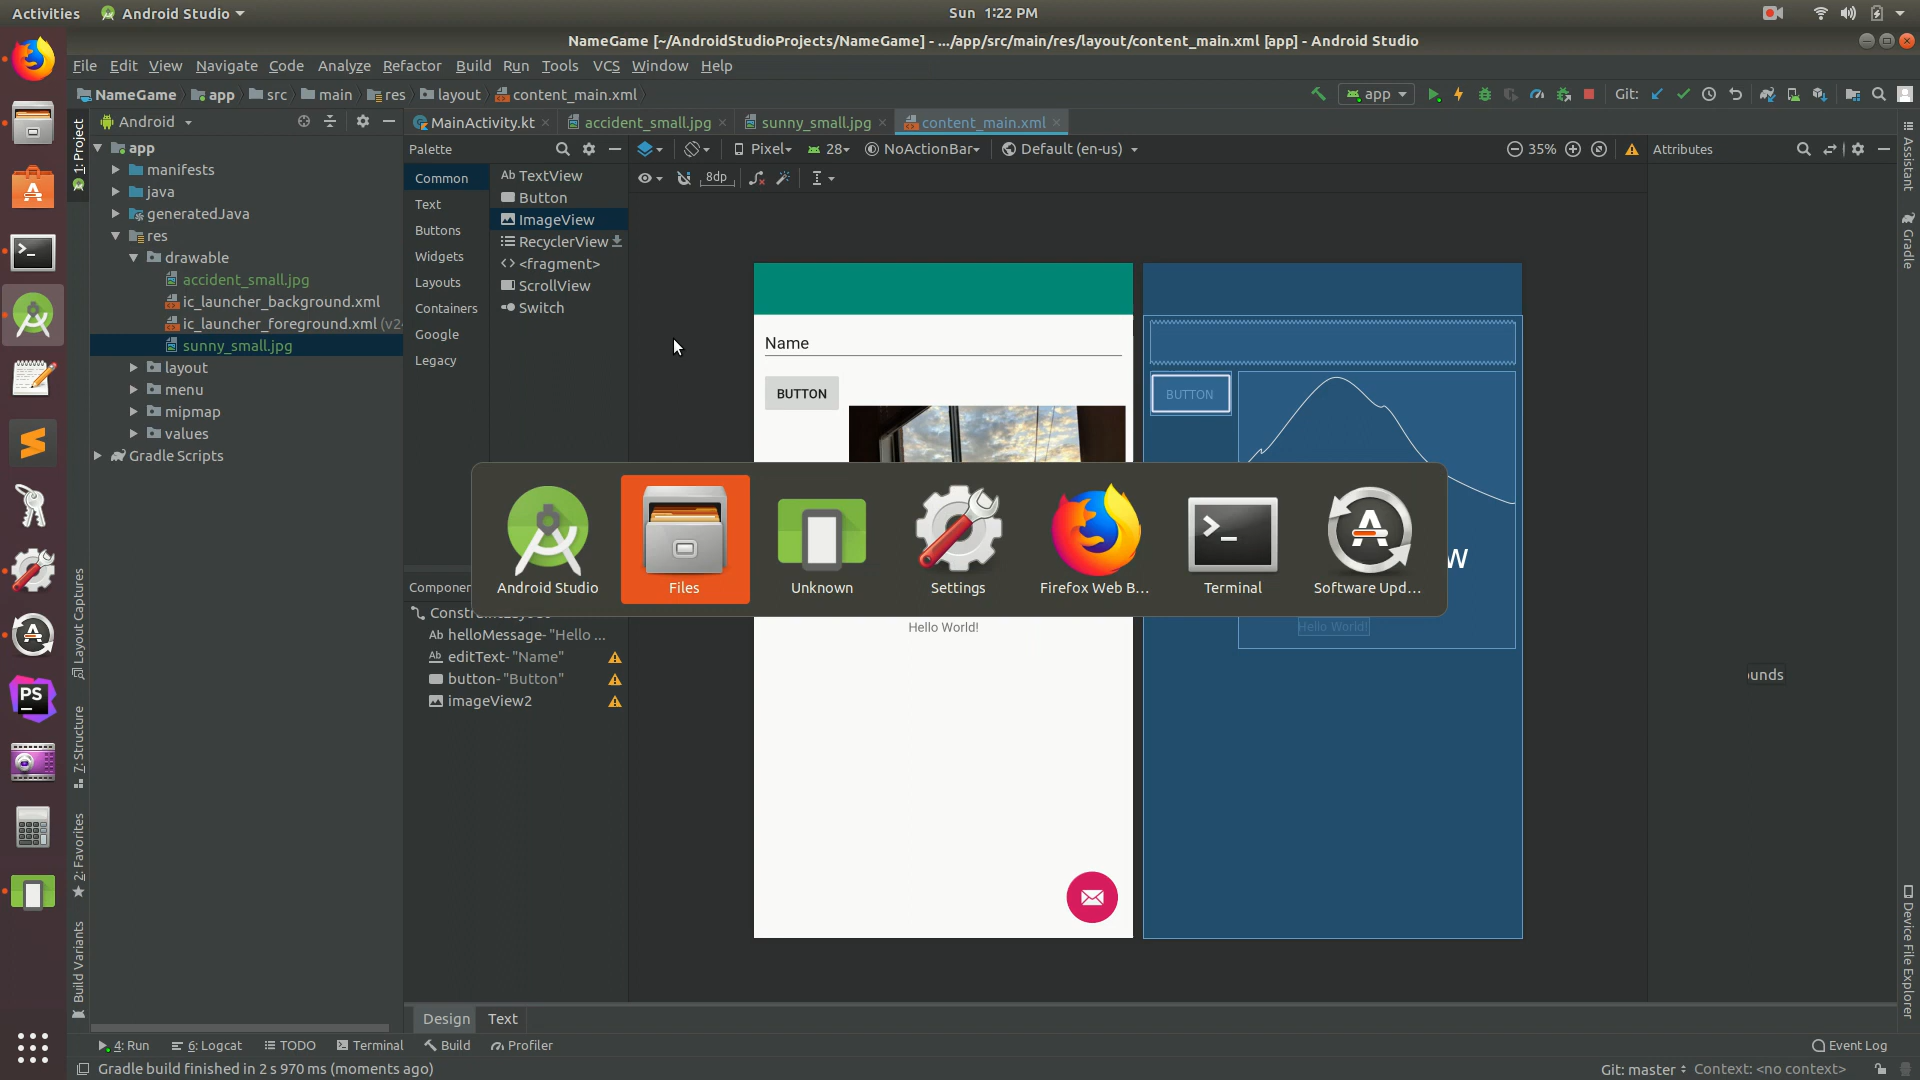 Activities Android Studio Sun 1:22 PM
NameGame [~/AndroidStudioProjects/NameGame] - .../app/src/main/res/layout/content_main.xml [app] - Android Studio
File Edit View Navigate Code Analyze Refactor Build Run Tools VCS Window Help
NameGame app src main res layout content_main.xml app Git:
Android MainActivity.kt accident_small.jpg sunny_small.jpg content_main.xml
1: Project
Palette Pixel 28 NoActionBar Default (en-us) 35% Attributes
8dp
app
manifests
java
generatedJava
res
drawable
accident_small.jpg
ic_launcher_background.xml
ic_launcher_foreground.xml
sunny_small.jpg
layout
menu
mipmap
values
Gradle Scripts
Common
Text
Buttons
Widgets
Layouts
Containers
Google
Legacy
Ab TextView
Button
ImageView
RecyclerView
<fragment>
ScrollView
Switch
Name
BUTTON
BUTTON
Android Studio Files Unknown Settings Firefox Web B... Terminal Software Upd...
Ab helloMessage- "Hello ...
Ab editText- "Name"
button- "Button"
imageView2
Hello World!
Hello World!
Layout Captures
7: Structure
2: Favorites
Build Variants
Assistant
Gradle
Device File Explorer
PS
Design Text
4: Run 6: Logcat TODO Terminal Build Profiler Event Log
Gradle build finished in 2 s 970 ms (moments ago) Git: master Context: <no context>